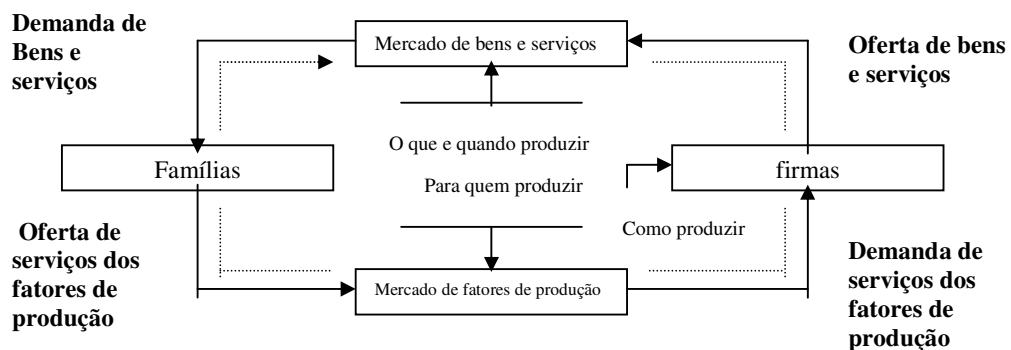 Demanda de
Bens e
serviços
Mercado de bens e serviços
Oferta de bens
e serviços
O que e quando produzir
Famílias
Para quem produzir
firmas
Como produzir
Oferta de
serviços dos
fatores de
produção
Mercado de fatores de produção
Demanda de
serviços dos
fatores de
produção